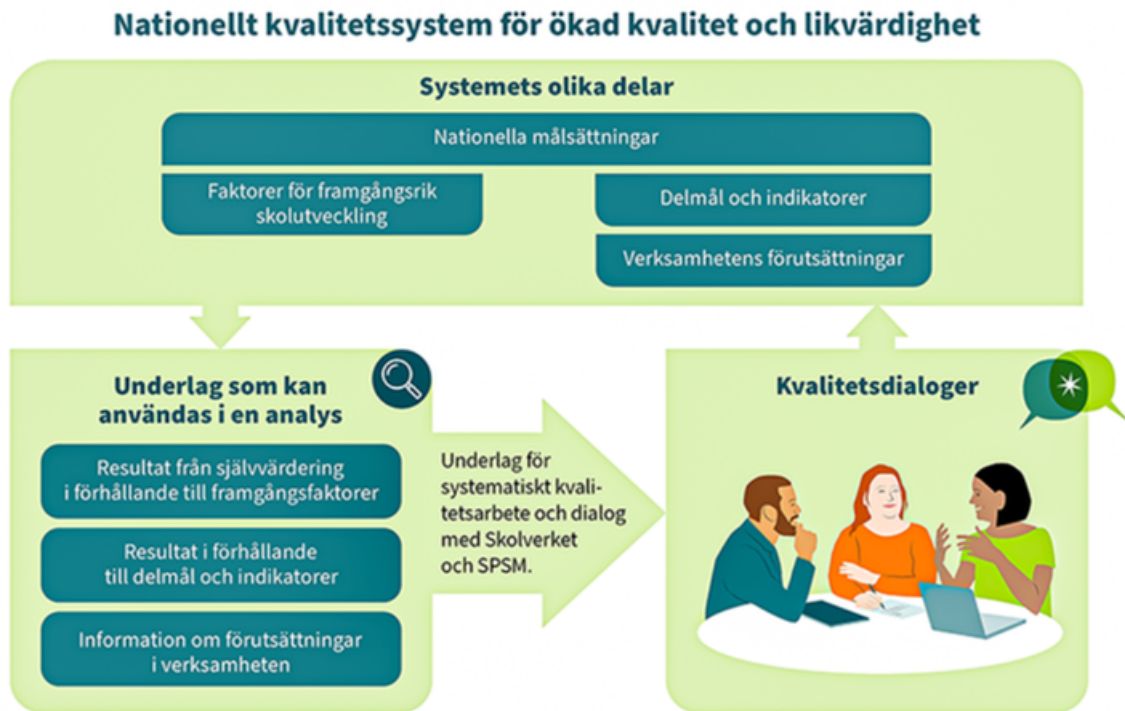 Nationellt kvalitetssystem för ökad kvalitet och likvärdighet
Systemets olika delar
Nationella målsättningar
Faktorer för framgångsrik
skolutveckling
Delmål och indikatorer
Verksamhetens förutsättningar
Underlag som kan
användas i en analys
Resultat från självvärdering
i förhållande till framgångsfaktorer
Resultat i förhållande
till delmål och indikatorer
Information om förutsättningar
i verksamheten
Underlag för
systematiskt kvali-
tetsarbete och dialog
med Skolverket
och SPSM.
Kvalitetsdialoger